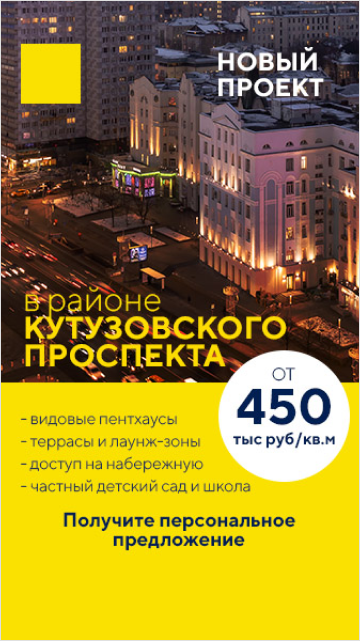 НОВЫЙ
ПРОЕКТ
в районе
КУТУЗОВСКОГО
ПРОСПЕКТА
ОТ
450
тыс руб/кв.м
- видовые пентхаусы
- террасы и лаунж-зоны
- доступ на набережную
- частный детский сад и школа
Получите персональное
предложение